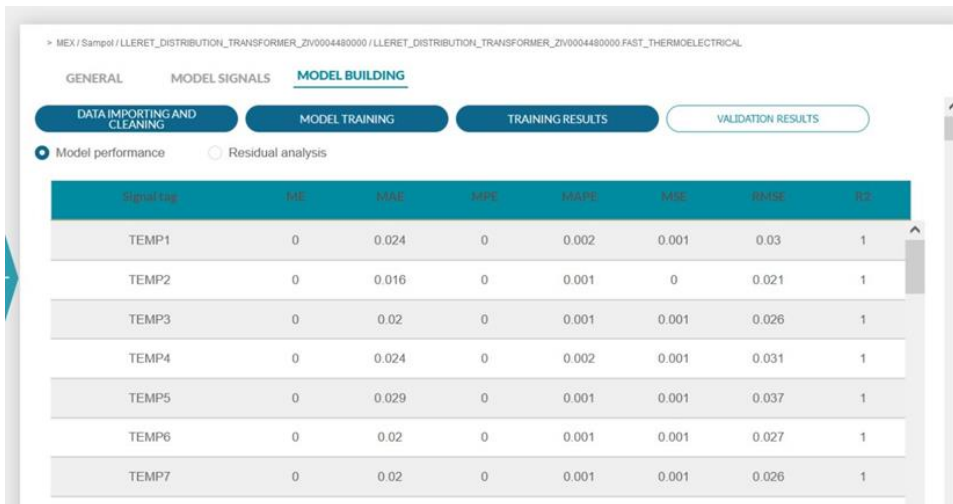 > MEX / Sampol / LLERET_DISTRIBUTION_TRANSFORMER_ZIV0004480000 / LLERET_DISTRIBUTION_TRANSFORMER_ZIV0004480000.FAST_THERMOELECTRICAL
GENERAL MODEL SIGNALS MODEL BUILDING
DATA IMPORTING AND
CLEANING MODEL TRAINING TRAINING RESULTS VALIDATION RESULTS
Model performance Residual analysis
Signal tag ME MAE MPE MAPE MSE RMSE R2
TEMP1 0 0.024 0 0.002 0.001 0.03 1
TEMP2 0 0.016 0 0.001 0 0.021 1
TEMP3 0 0.02 0 0.001 0.001 0.026 1
TEMP4 0 0.024 0 0.002 0.001 0.031 1
TEMP5 0 0.029 0 0.001 0.001 0.037 1
TEMP6 0 0.02 0 0.001 0.001 0.027 1
TEMP7 0 0.02 0 0.001 0.001 0.026 1